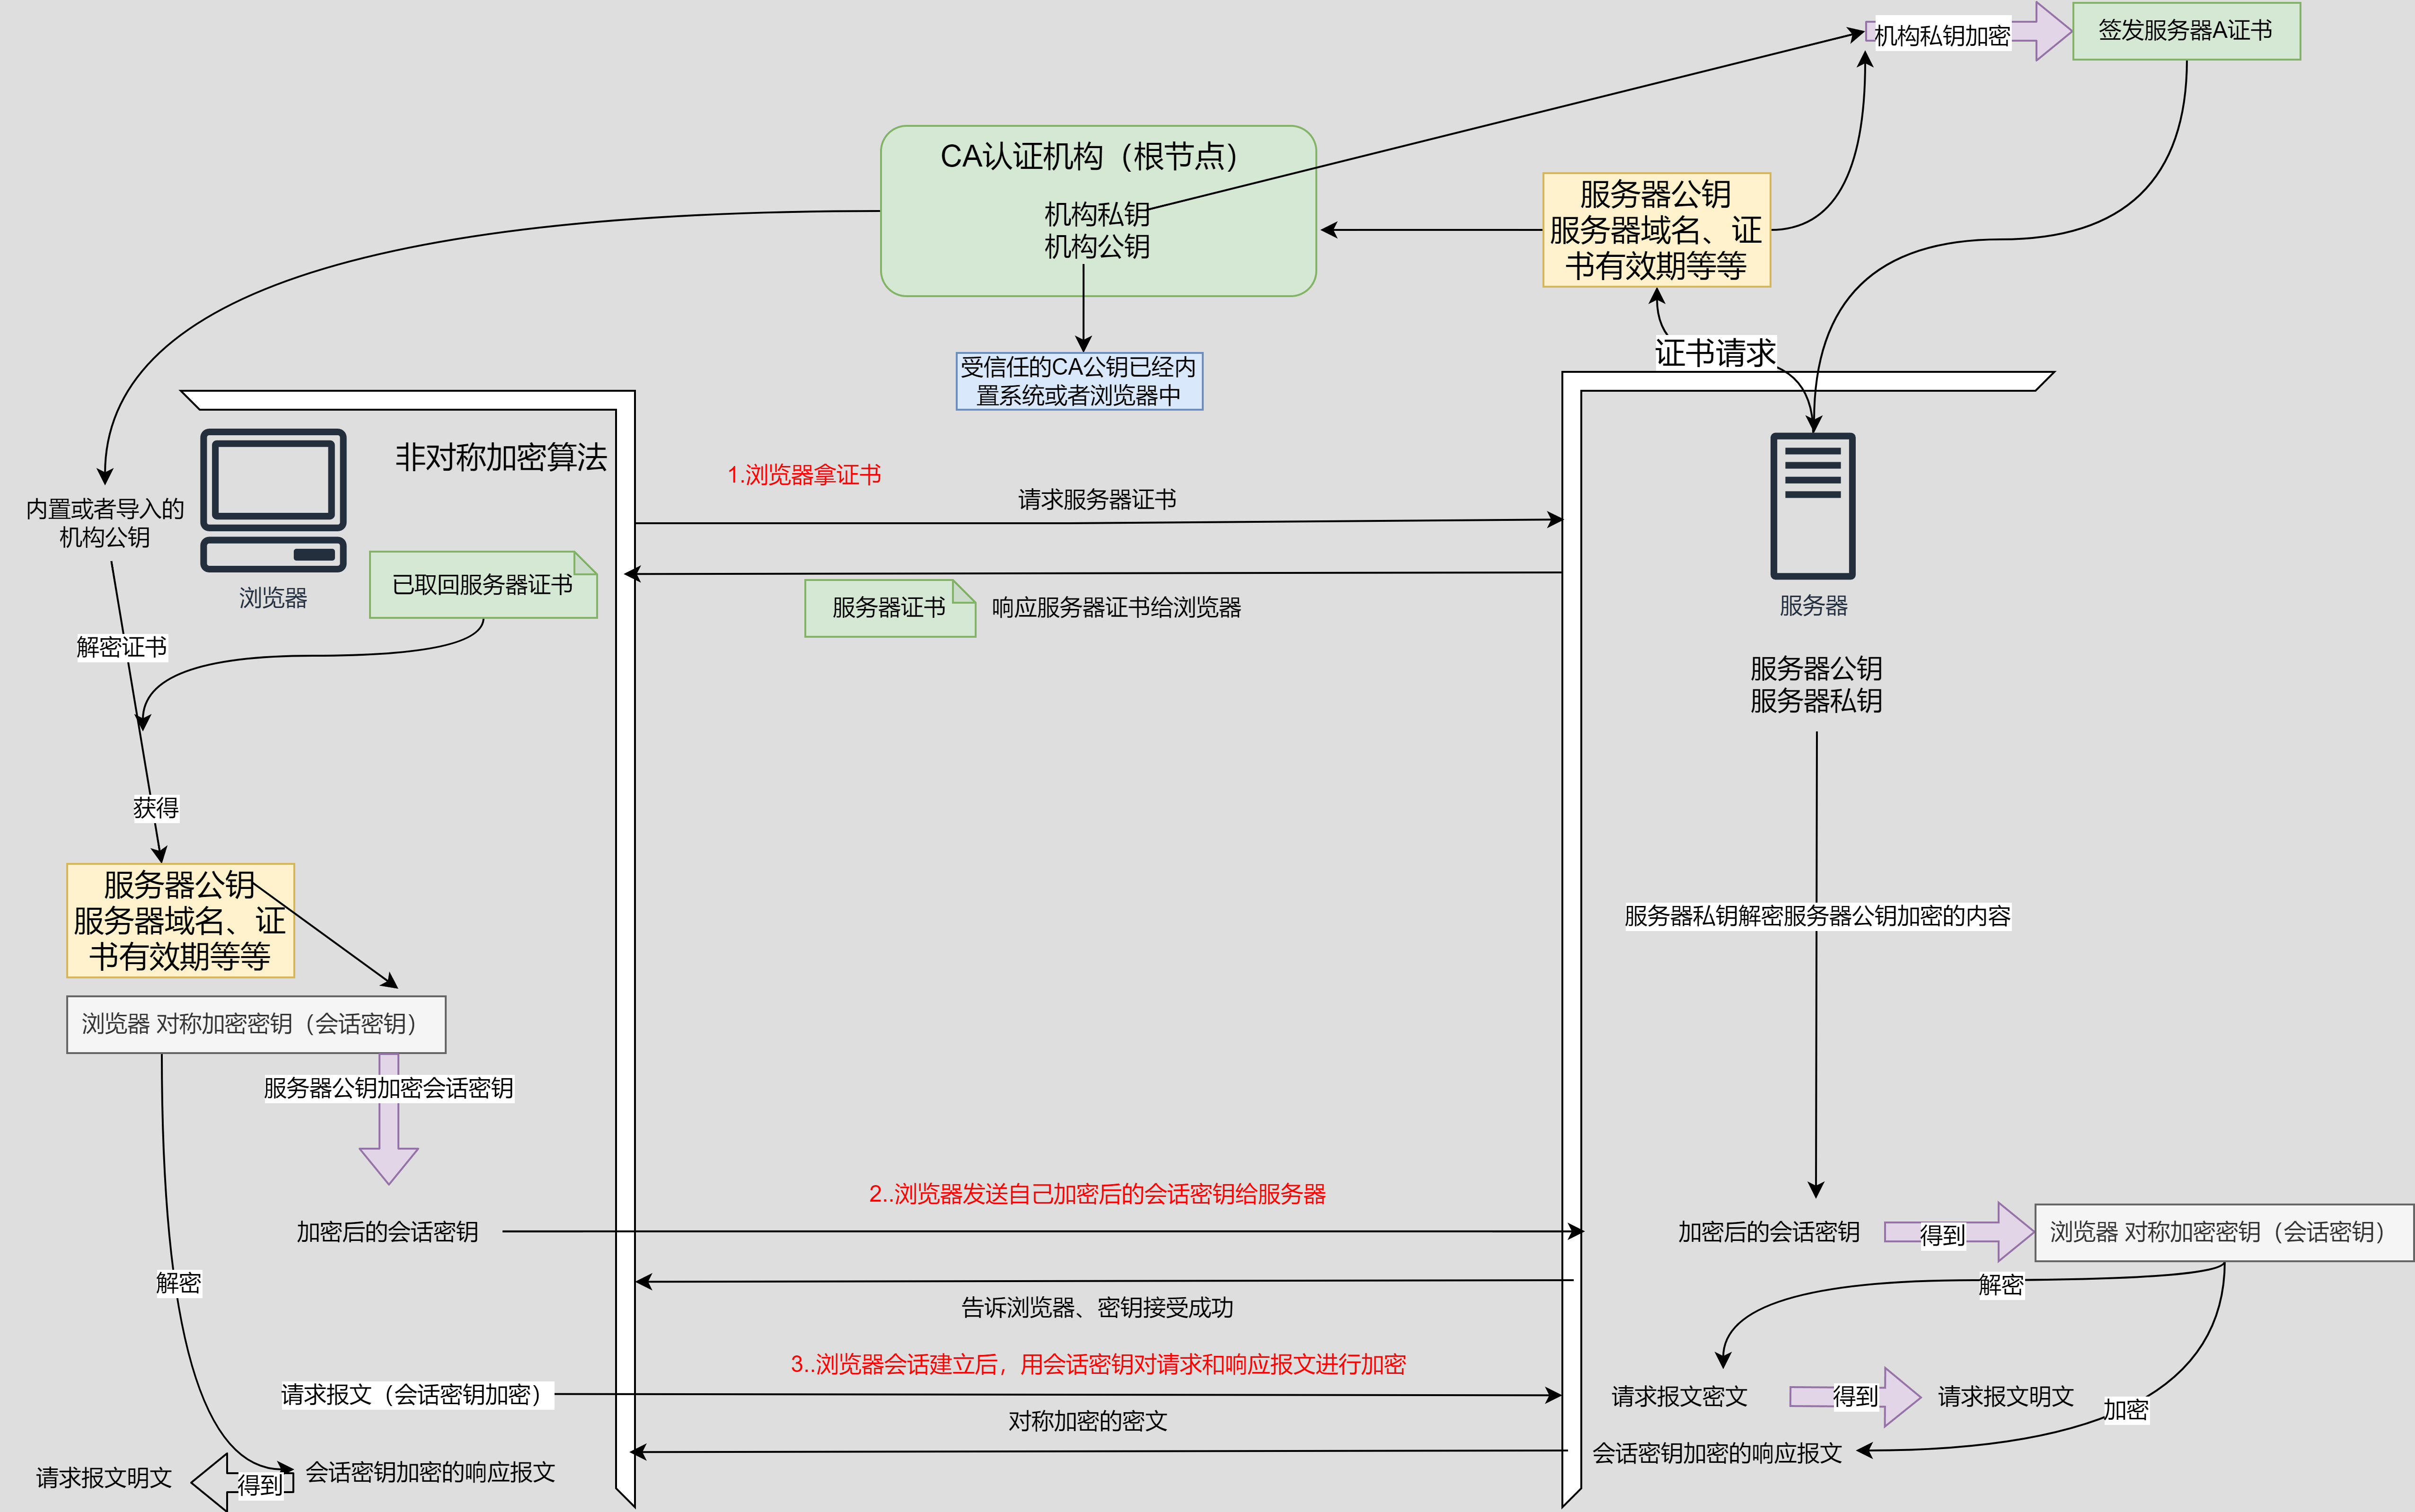 机构私钥加密
签发服务器A证书
CA认证机构（根节点）
机构私钥
机构公钥
服务器公钥
服务器域名、证
书有效期等等
证书请求
受信任的CA公钥已经内
置系统或者浏览器中
非对称加密算法
1.浏览器拿证书
请求服务器证书
内置或者导入的
机构公钥
浏览器
已取回服务器证书
服务器证书
响应服务器证书给浏览器
服务器
解密证书
服务器公钥
服务器私钥
获得
服务器公钥
服务器域名、证
书有效期等等
服务器私钥解密服务器公钥加密的内容
浏览器 对称加密密钥（会话密钥）
服务器公钥加密会话密钥
2..浏览器发送自己加密后的会话密钥给服务器
加密后的会话密钥
加密后的会话密钥
得到
浏览器 对称加密密钥（会话密钥）
解密
解密
告诉浏览器、密钥接受成功
3..浏览器会话建立后，用会话密钥对请求和响应报文进行加密
请求报文（会话密钥加密）
请求报文密文
得到
请求报文明文
加密
对称加密的密文
会话密钥加密的响应报文
请求报文明文
得到
会话密钥加密的响应报文